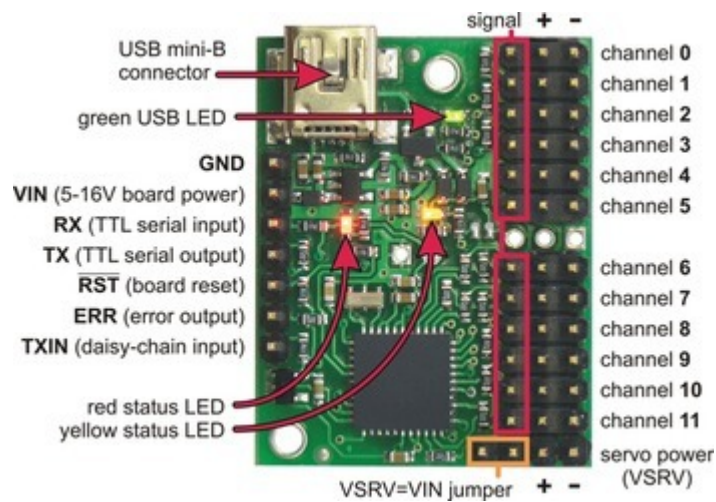 signal + -
USB mini-B
connector
green USB LED
GND
VIN (5-16V board power)
RX (TTL serial input)
TX (TTL serial output)
RST (board reset)
ERR (error output)
TXIN (daisy-chain input)
red status LED
yellow status LED
channel 0
channel 1
channel 2
channel 3
channel 4
channel 5
channel 6
channel 7
channel 8
channel 9
channel 10
channel 11
servo power
(VSRV)
VSRV=VIN jumper + -